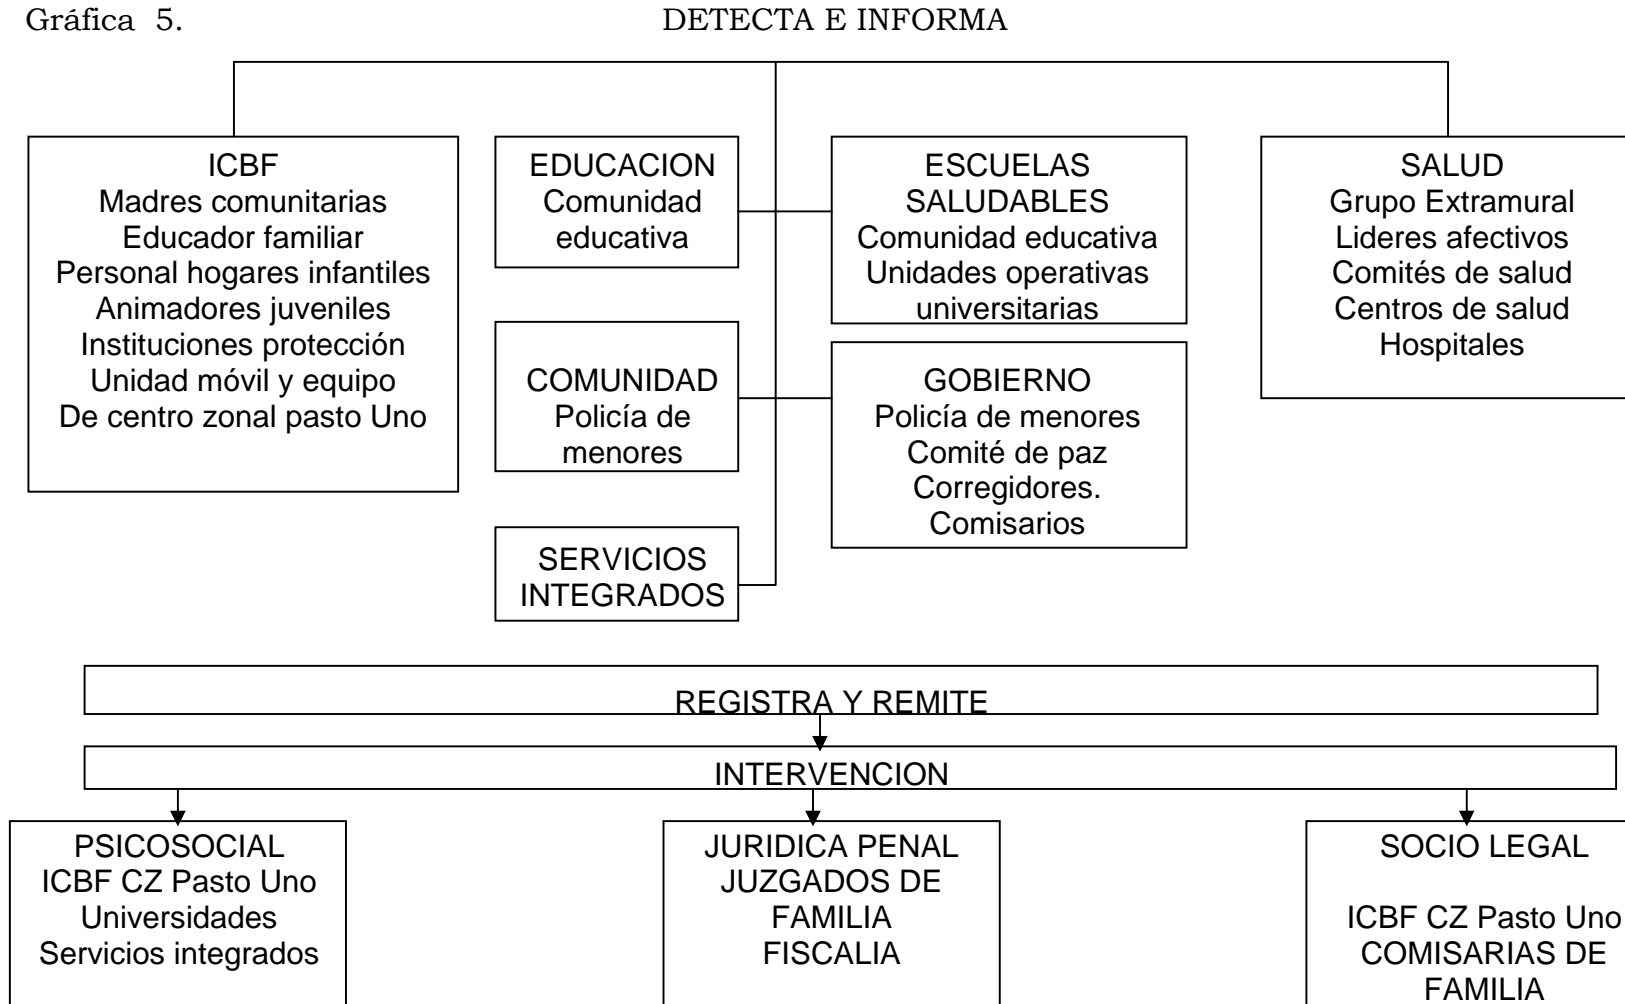 Gráfica 5.
DETECTA E INFORMA
ICBF
Madres comunitarias
Educador familiar
Personal hogares infantiles
Animadores juveniles
Instituciones protección
Unidad móvil y equipo
De centro zonal pasto Uno
EDUCACION
Comunidad
educativa
ESCUELAS
SALUDABLES
Comunidad educativa
Unidades operativas
universitarias
SALUD
Grupo Extramural
Lideres afectivos
Comités de salud
Centros de salud
Hospitales
COMUNIDAD
Policía de
menores
GOBIERNO
Policía de menores
Comité de paz
Corregidores.
Comisarios
SERVICIOS
INTEGRADOS
REGISTRA Y REMITE
INTERVENCION
PSICOSOCIAL
ICBF CZ Pasto Uno
Universidades
Servicios integrados
JURIDICA PENAL
JUZGADOS DE
FAMILIA
FISCALIA
SOCIO LEGAL
ICBF CZ Pasto Uno
COMISARIAS DE
FAMILIA